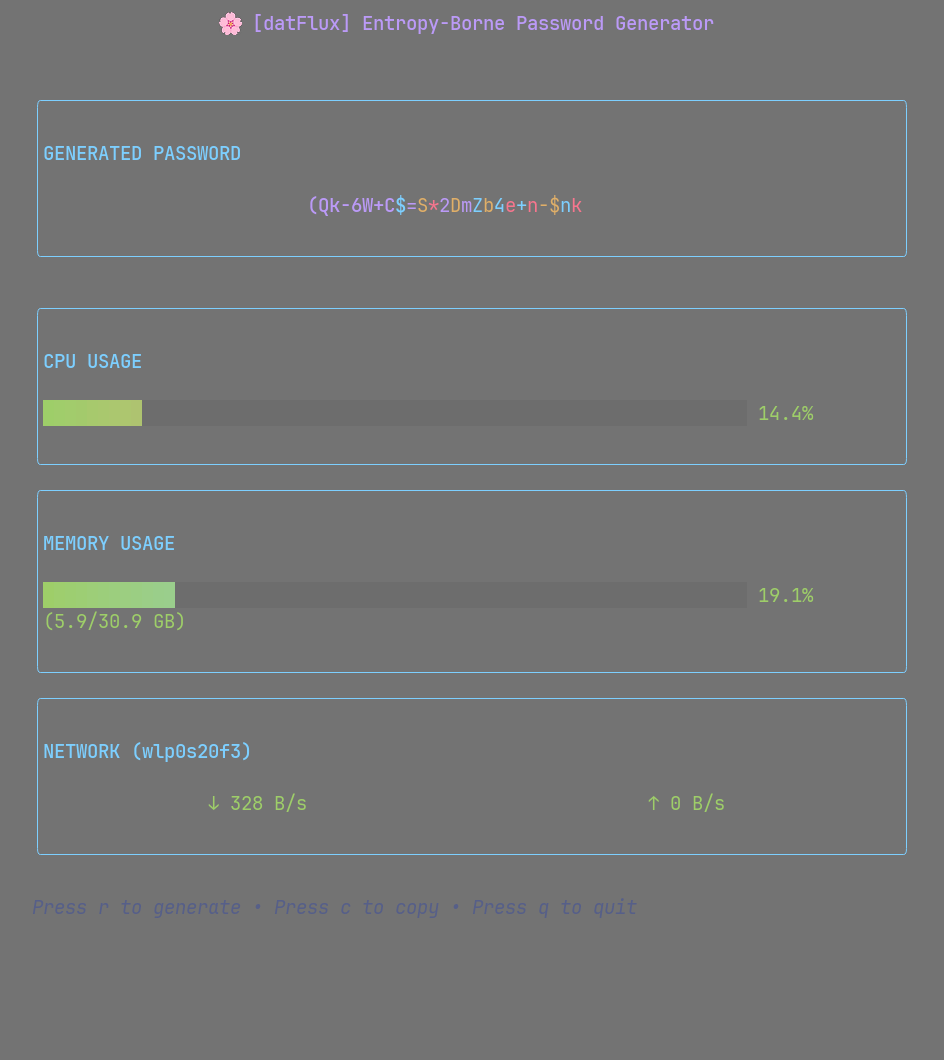 🌸 [datFlux] Entropy-Borne Password Generator
GENERATED PASSWORD
(Qk-6W+C$=S*2DmZb4e+n-$nk
CPU USAGE
14.4%
MEMORY USAGE
19.1%
(5.9/30.9 GB)
NETWORK (wlp0s20f3)
↓ 328 B/s ↑ 0 B/s
Press r to generate • Press c to copy • Press q to quit